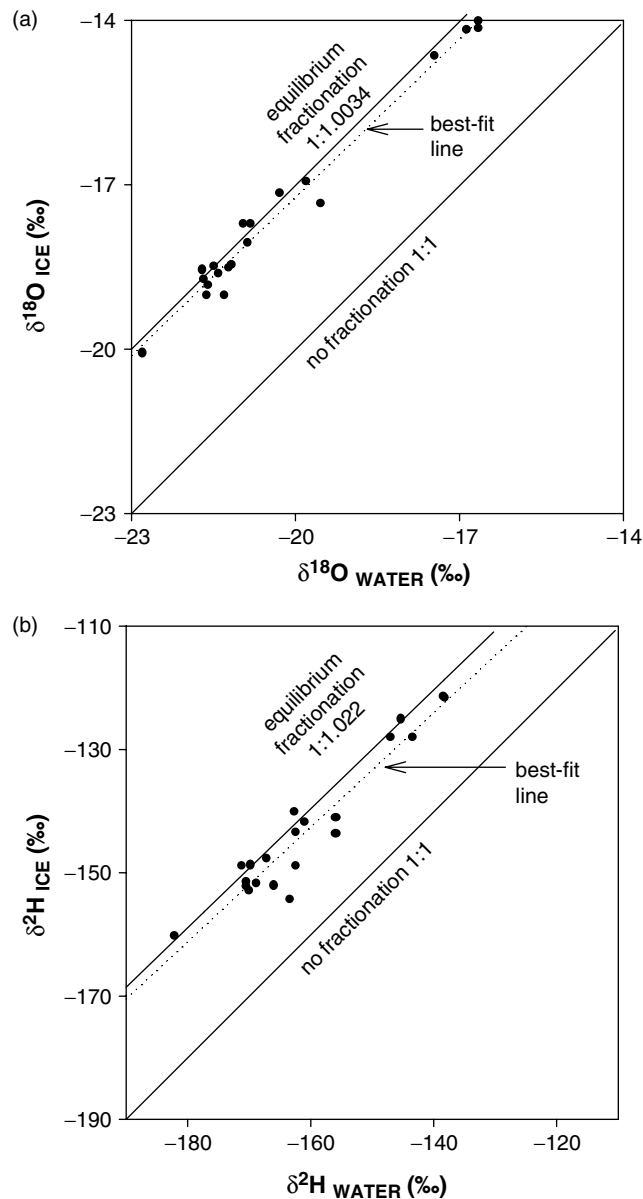 (a)
−14
−17
−20
−23
δ18O ICE (‰)
equilibrium
fractionation
1:1.0034
best-fit
line
no fractionation 1:1
−23
−20
−17
−14
δ18O WATER (‰)
(b)
−110
−130
−150
−170
−190
δ2H ICE (‰)
equilibrium
fractionation
1:1.022
best-fit
line
no fractionation 1:1
−180
−160
−140
−120
δ2H WATER (‰)